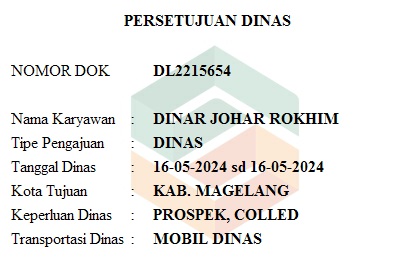 PERSETUJUAN DINAS
NOMOR DOK DL2215654
Nama Karyawan : DINAR JOHAR ROKHIM
Tipe Pengajuan : DINAS
Tanggal Dinas : 16-05-2024 sd 16-05-2024
Kota Tujuan : KAB. MAGELANG
Keperluan Dinas : PROSPEK, COLLED
Transportasi Dinas : MOBIL DINAS